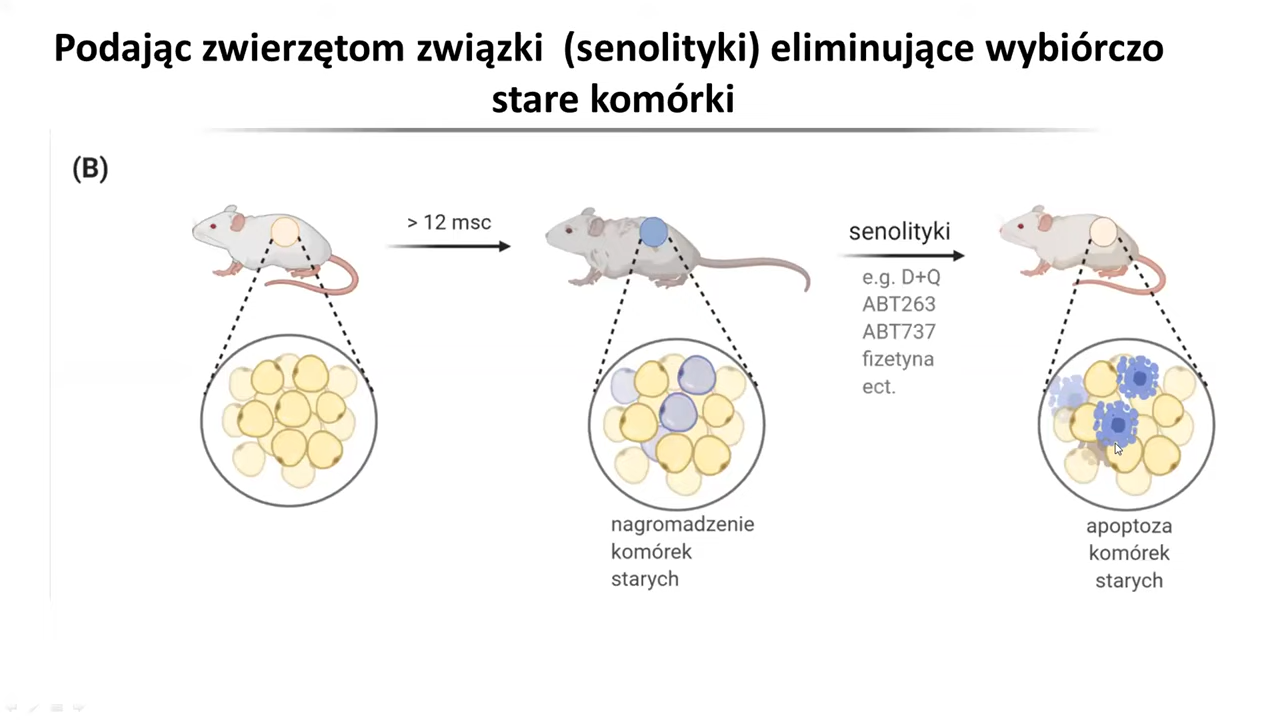 Podając zwierzętom związki (senolityki) eliminujące wybiórczo
stare komórki
(B)
> 12 msc
senolityki
e.g. D+Q
ABT263
ABT737
fizetyna
ect.
nagromadzenie
komórek
starych
apoptoza
komórek
starych